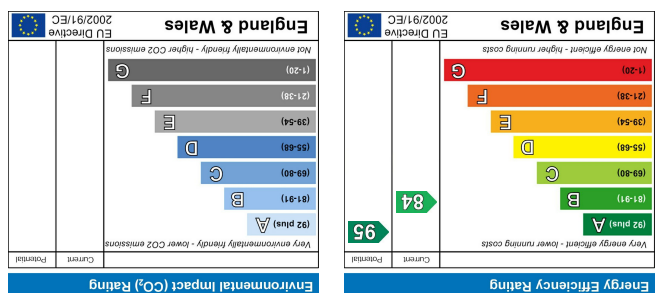 Energy Efficiency Rating
Current Potential
Very energy efficient - lower running costs
(92 plus) A
(81-91) B
(69-80) C
(55-68) D
(39-54) E
(21-38) F
(1-20) G
84
95
Not energy efficient - higher running costs
England & Wales
EU Directive
2002/91/EC
Environmental Impact (CO₂) Rating
Current Potential
Very environmentally friendly - lower CO2 emissions
(92 plus) A
(81-91) B
(69-80) C
(55-68) D
(39-54) E
(21-38) F
(1-20) G
Not environmentally friendly - higher CO2 emissions
England & Wales
EU Directive
2002/91/EC